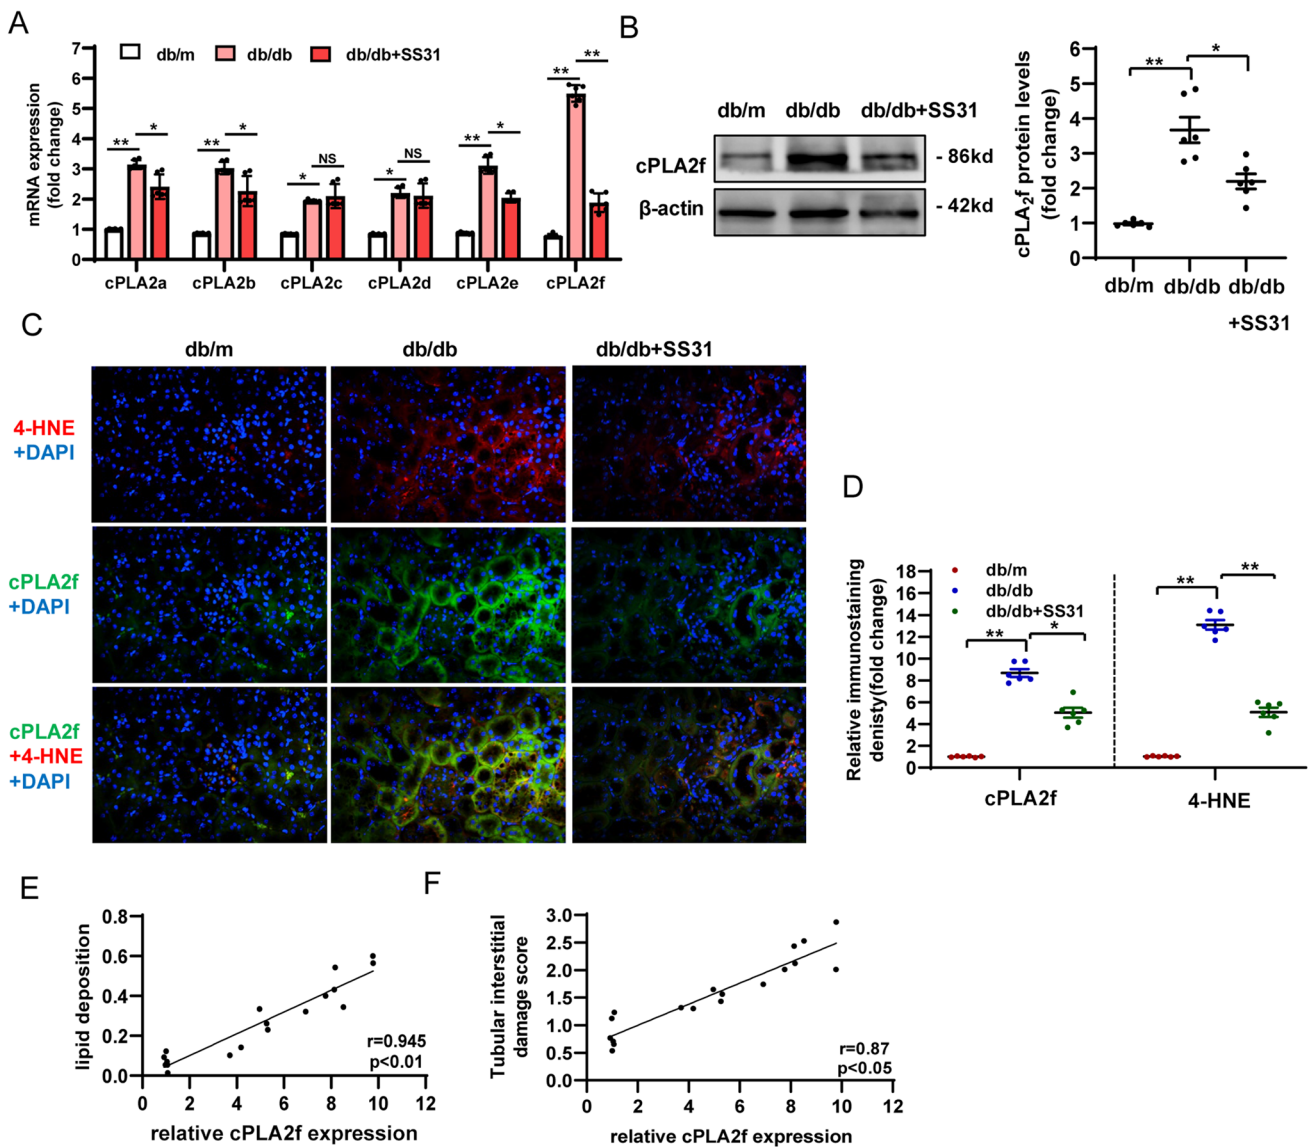 A
db/m db/db db/db+SS31
mRNA expression
(fold change)
7
6
5
4
3
2
1
0
** *
** *
* NS
* NS
** *
** **
cPLA2a cPLA2b cPLA2c cPLA2d cPLA2e cPLA2f
B
db/m db/db db/db+SS31
cPLA2f
- 86kd
β-actin
- 42kd
cPLA2f protein levels
(fold change)
6
5
4
3
2
1
0
** *
db/m db/db db/db
+SS31
C
db/m db/db db/db+SS31
4-HNE
+DAPI
cPLA2f
+DAPI
cPLA2f
+4-HNE
+DAPI
D
Relative immunostaining
denisty(fold change)
18
16
14
12
10
8
6
4
2
0
db/m
db/db
db/db+SS31
** *
** **
cPLA2f 4-HNE
E
lipid deposition
0.8
0.6
0.4
0.2
0.0
r=0.945
p<0.01
0 2 4 6 8 10 12
relative cPLA2f expression
F
Tubular interstitial
damage score
3.0
2.5
2.0
1.5
1.0
0.5
0.0
r=0.87
p<0.05
0 2 4 6 8 10 12
relative cPLA2f expression